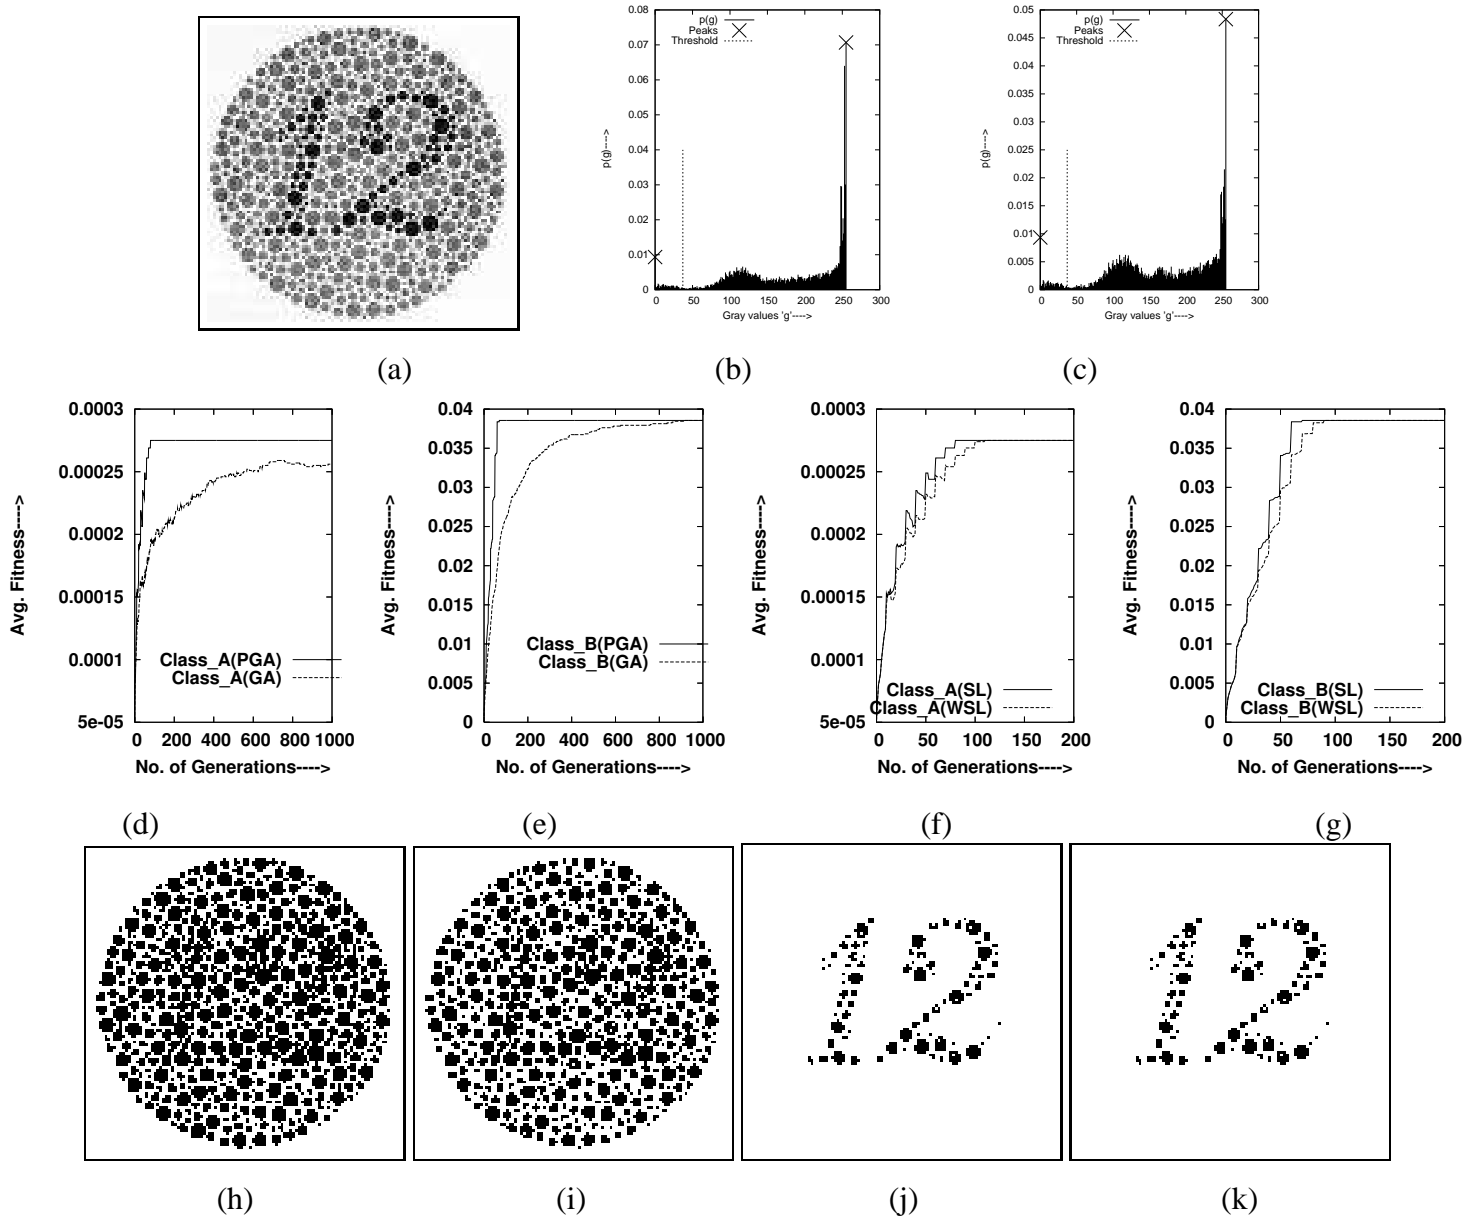 12
p(g)
Peaks
Threshold
0.08
0.07
0.06
0.05
0.04
0.03
0.02
0.01
0
p(g)---->
0 50 100 150 200 250 300
Gray values 'g'---->
p(g)
Peaks
Threshold
0.05
0.045
0.04
0.035
0.03
0.025
0.02
0.015
0.01
0.005
0
p(g)---->
0 50 100 150 200 250 300
Gray values 'g'---->
(a) (b) (c)
0.0003
0.00025
0.0002
0.00015
0.0001
5e-05
Avg. Fitness---->
Class_A(PGA)
Class_A(GA)
0 200 400 600 800 1000
No. of Generations---->
0.04
0.035
0.03
0.025
0.02
0.015
0.01
0.005
0
Avg. Fitness---->
Class_B(PGA)
Class_B(GA)
0 200 400 600 800 1000
No. of Generations---->
0.0003
0.00025
0.0002
0.00015
0.0001
5e-05
Avg. Fitness---->
Class_A(SL)
Class_A(WSL)
0 50 100 150 200
No. of Generations---->
0.04
0.035
0.03
0.025
0.02
0.015
0.01
0.005
0
Avg. Fitness---->
Class_B(SL)
Class_B(WSL)
0 50 100 150 200
No. of Generations---->
(d) (e) (f) (g)
12
12
(h) (i) (j) (k)